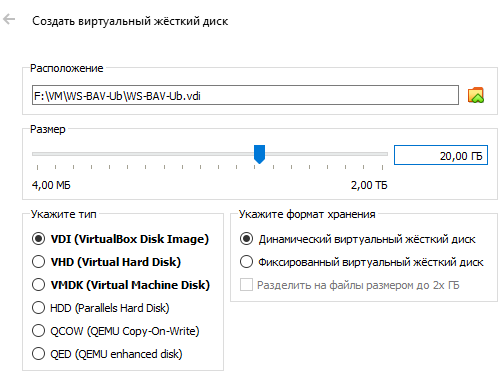 Создать виртуальный жёсткий диск
Расположение
F:\VM\WS-BAV-Ub\WS-BAV-Ub.vdi
Размер
20,00 ГБ
4,00 МБ
2,00 ТБ
Укажите тип
VDI (VirtualBox Disk Image)
VHD (Virtual Hard Disk)
VMDK (Virtual Machine Disk)
HDD (Parallels Hard Disk)
QCOW (QEMU Copy-On-Write)
QED (QEMU enhanced disk)
Укажите формат хранения
Динамический виртуальный жёсткий диск
Фиксированный виртуальный жёсткий диск
Разделить на файлы размером до 2х ГБ